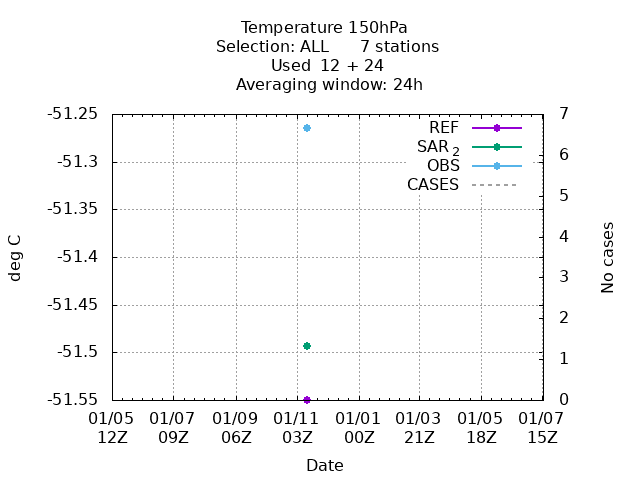 Temperature 150hPa
Selection: ALL      7 stations
Used  12 + 24
Averaging window: 24h
-51.25
-51.3
-51.35
-51.4
-51.45
-51.5
-51.55
deg C
7
6
5
4
3
2
1
0
No cases
REF
SAR 2
OBS
CASES
01/05 01/07 01/09 01/11 01/01 01/03 01/05 01/07
12Z 09Z 06Z 03Z 00Z 21Z 18Z 15Z
Date